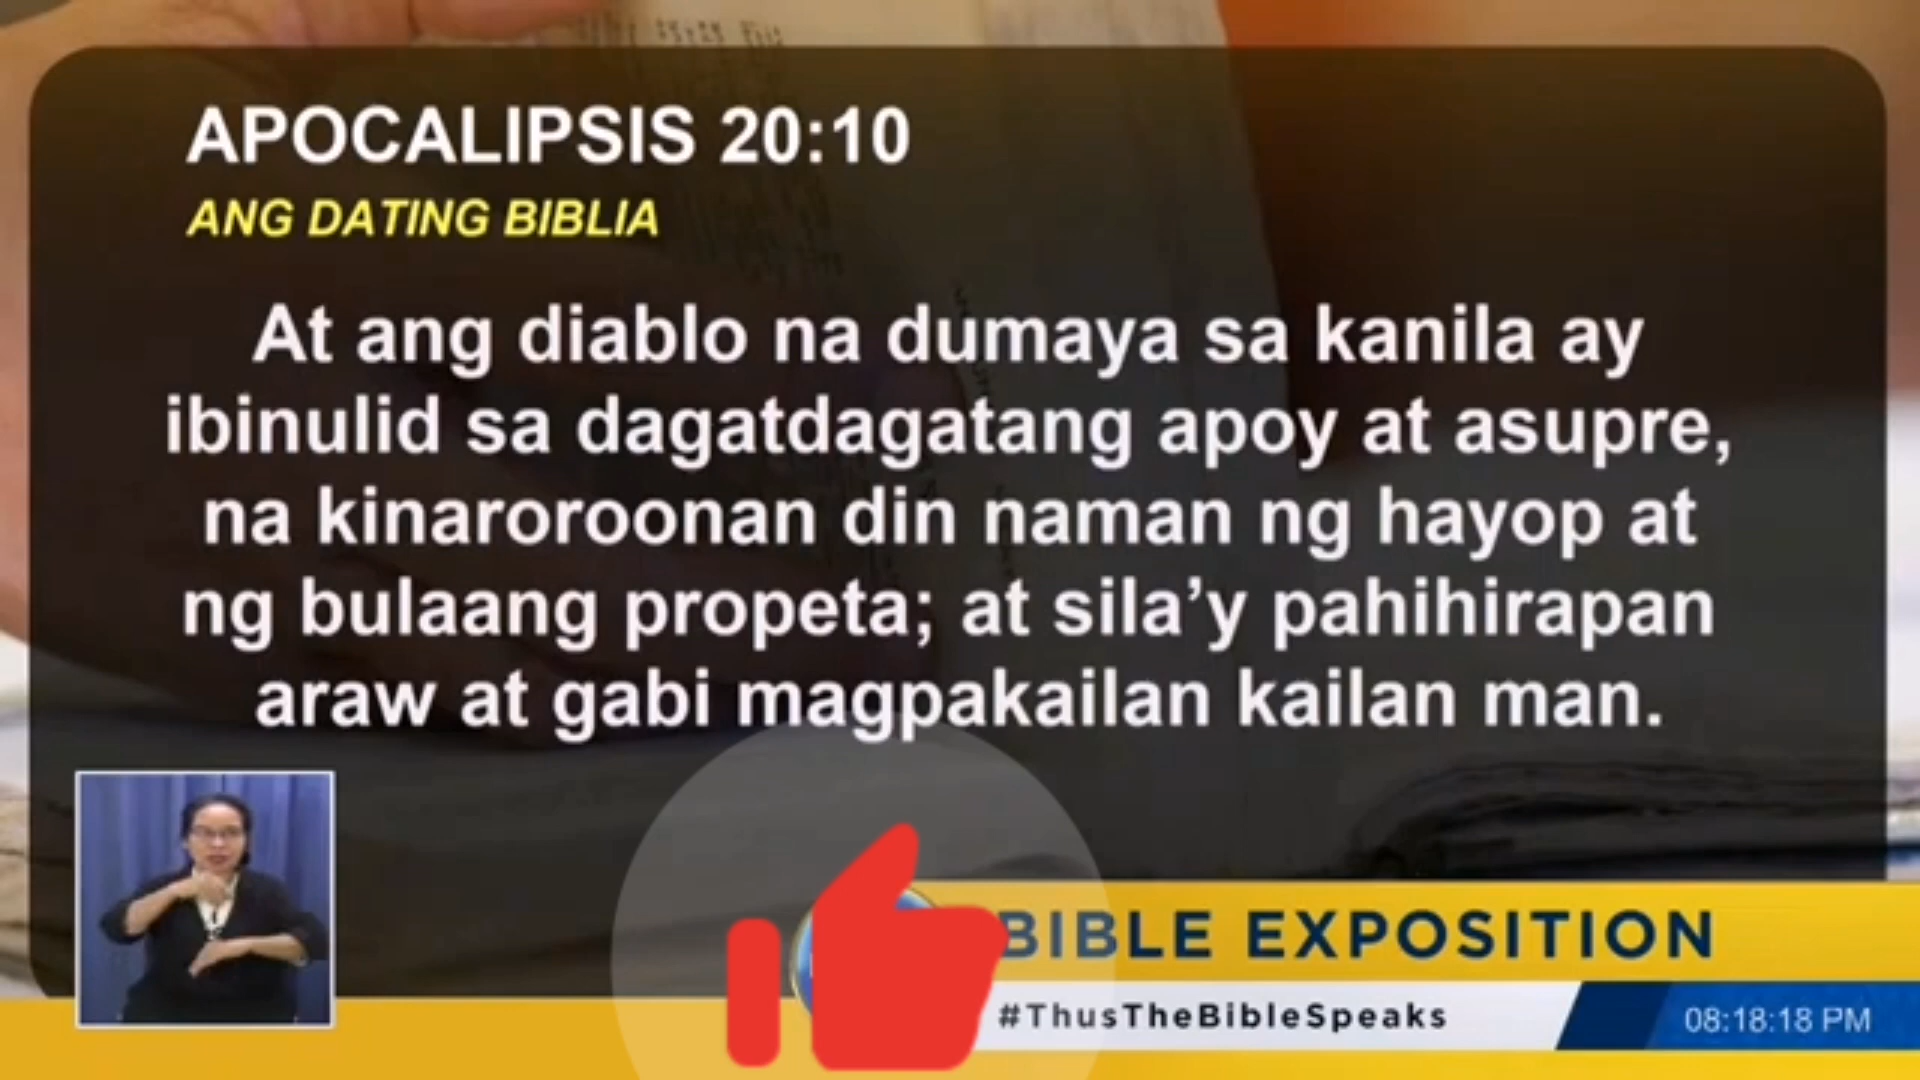 APOCALIPSIS 20:10
ANG DATING BIBLIA
At ang diablo na dumaya sa kanila ay
ibinulid sa dagatdagatang apoy at asupre,
na kinaroroonan din naman ng hayop at
ng bulaang propeta; at sila’y pahihirapan
araw at gabi magpakailan kailan man.
BIBLE EXPOSITION
#ThusTheBibleSpeaks
08:18:18 PM